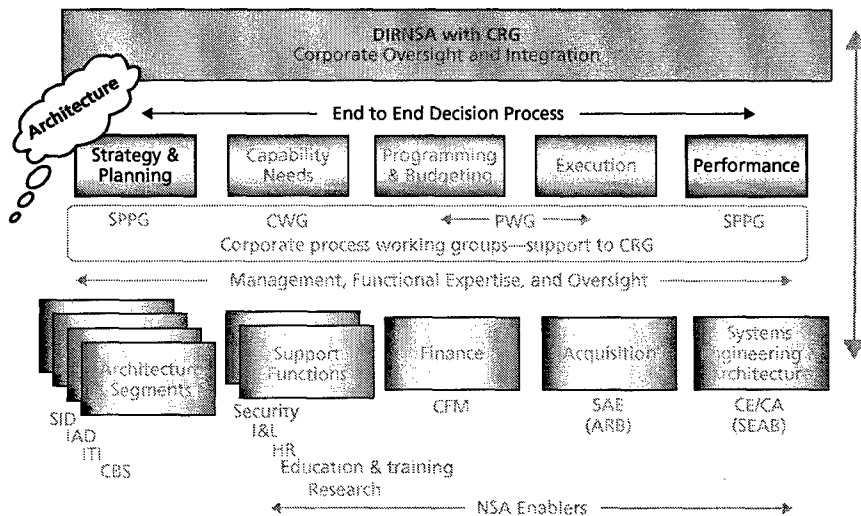 DIRNSA with CRG
Corporate Oversight and Integration
Architecture
End to End Decision Process
Strategy &
Planning
Capability
Needs
Programming
& Budgeting
Execution
Performance
SPPG
CWG
PWG
SPPG
Corporate process working groups—support to CRG
Management, Functional Expertise, and Oversight
Architecture
Segments
Support
Functions
Finance
Acquisition
Systems
ngineering
rchitecture
SID
IAD
ITI
CBS
Security
I&L
HR
Education & training
Research
CFM
SAE
(ARB)
CE/CA
(SEAB)
NSA Enablers